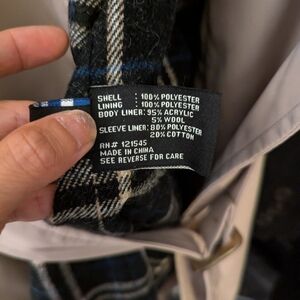 SHELL : 100% POLYESTER
LINING : 100% POLYESTER
BODY LINER: 95% ACRYLIC
5% WOOL
SLEEVE LINER: 80% POLYESTER
20% COTTON
RN# 121545
MADE IN CHINA
SEE REVERSE FOR CARE